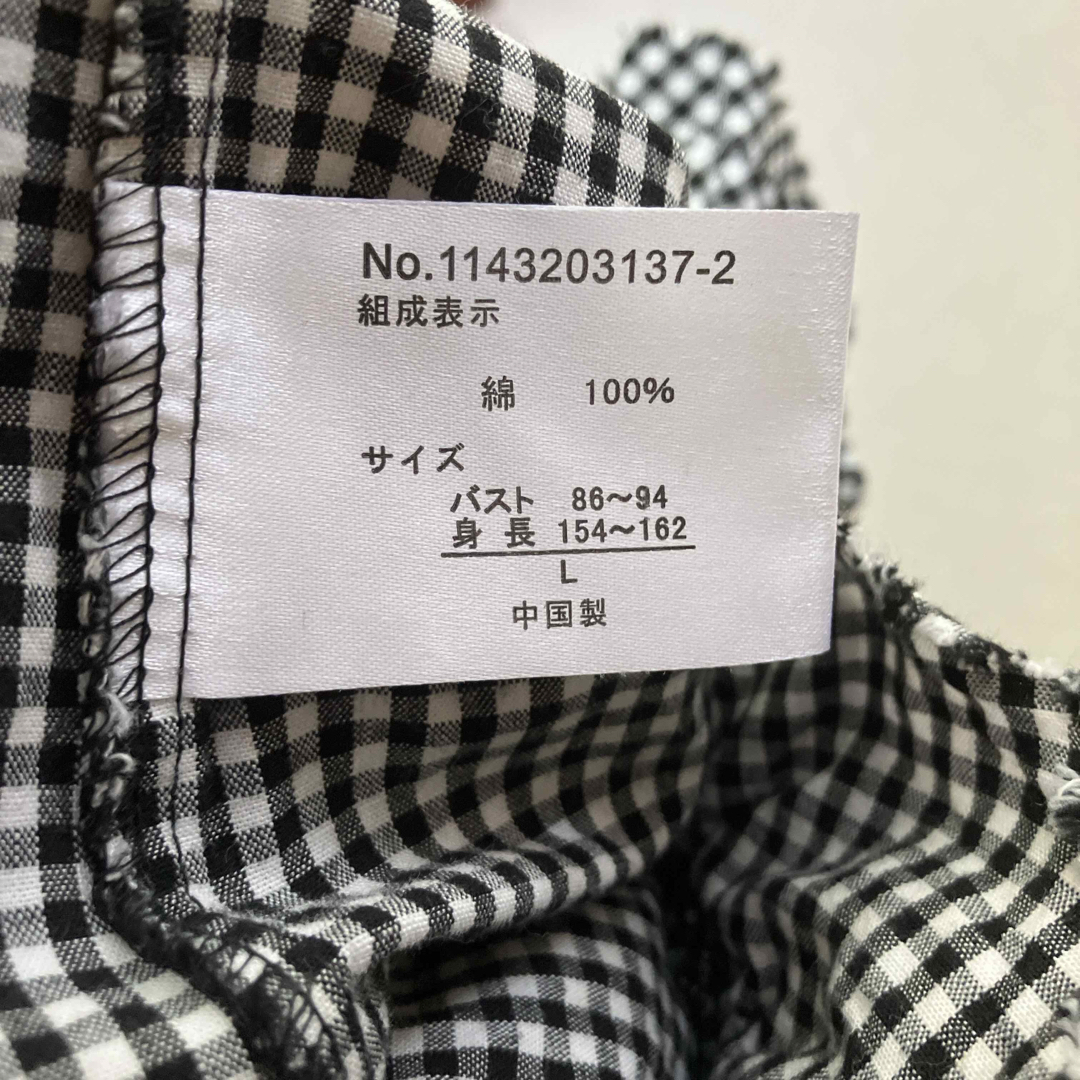 No.1143203137-2
組成表示
綿 100%
サイズ
バスト 86～94
身長 154～162
L
中国製